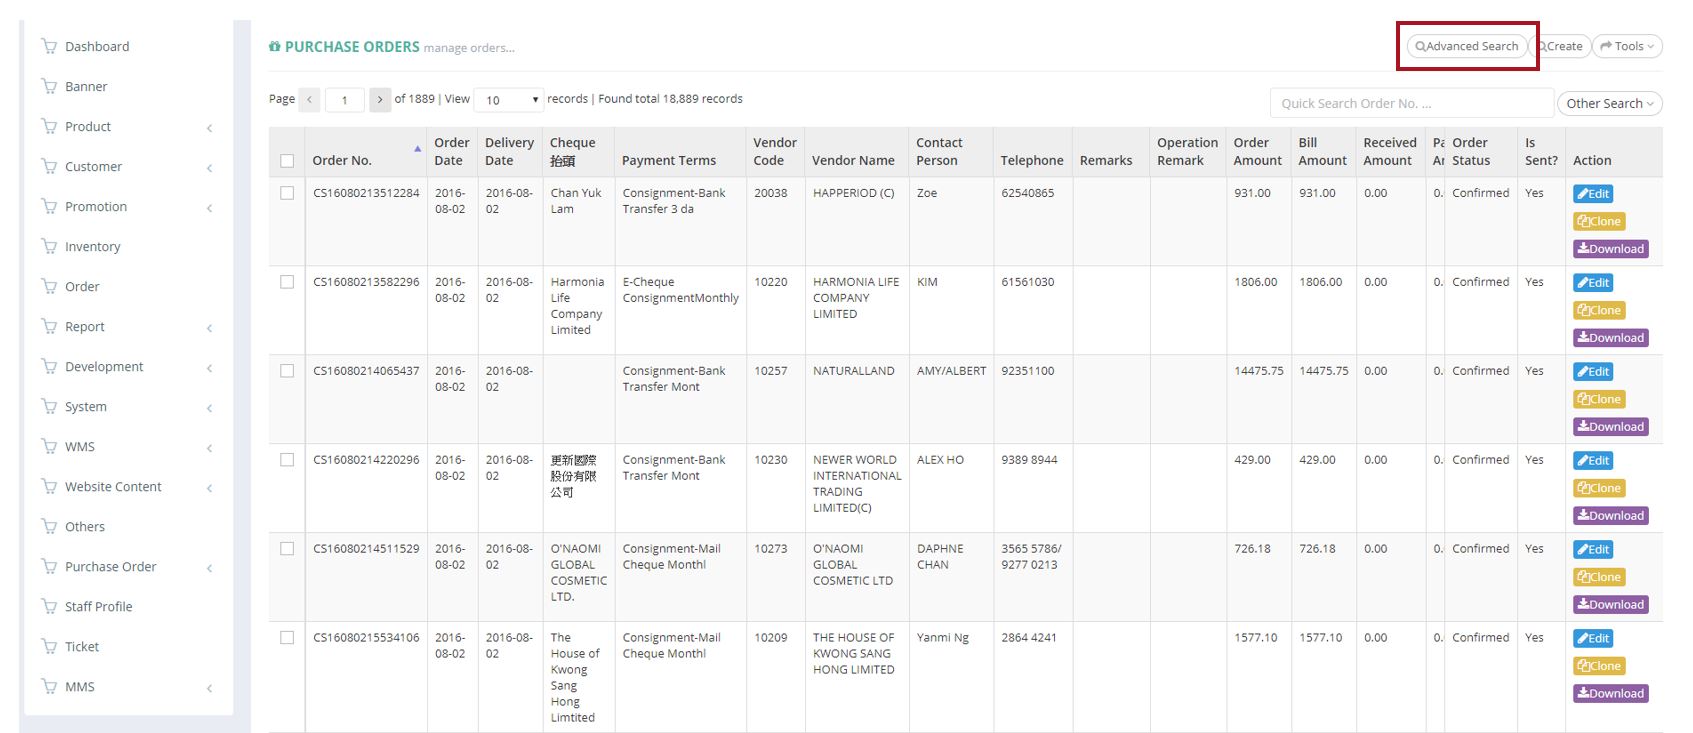 Dashboard
Banner
Product
Customer
Promotion
Inventory
Order
Report
Development
System
WMS
Website Content
Others
Purchase Order
Staff Profile
Ticket
MMS
PURCHASE ORDERS manage orders...
Advanced Search
Create
Tools
Page 1 of 1889 | View 10 records | Found total 18,889 records
Quick Search Order No. ...
Other Search
Order No.
Order
Date
Delivery
Date
Cheque
抬頭
Payment Terms
Vendor
Code
Vendor Name
Contact
Person
Telephone
Remarks
Operation
Remark
Order
Amount
Bill
Amount
Received
Amount
Pa
Ar
Order
Status
Is
Sent?
Action
CS16080213512284
2016-
08-02
2016-08-
02
Chan Yuk
Lam
Consignment-Bank
Transfer 3 da
20038
HAPPERIOD (C)
Zoe
62540865
931.00
931.00
0.00
0.
Confirmed
Yes
Edit
Clone
Download
CS16080213582296
2016-
08-02
2016-08-
02
Harmonia
Life
Company
Limited
E-Cheque
ConsignmentMonthly
10220
HARMONIA LIFE
COMPANY
LIMITED
KIM
61561030
1806.00
1806.00
0.00
0.
Confirmed
Yes
Edit
Clone
Download
CS16080214065437
2016-
08-02
2016-08-
02
Consignment-Bank
Transfer Mont
10257
NATURALLAND
AMY/ALBERT
92351100
14475.75
14475.75
0.00
0.
Confirmed
Yes
Edit
Clone
Download
CS16080214220296
2016-
08-02
2016-08-
02
更新國際
股份有限
公司
Consignment-Bank
Transfer Mont
10230
NEWER WORLD
INTERNATIONAL
TRADING
LIMITED(C)
ALEX HO
9389 8944
429.00
429.00
0.00
0.
Confirmed
Yes
Edit
Clone
Download
CS16080214511529
2016-
08-02
2016-08-
02
O'NAOMI
GLOBAL
COSMETIC
LTD.
Consignment-Mail
Cheque Monthl
10273
O'NAOMI
GLOBAL
COSMETIC LTD
DAPHNE
CHAN
3565 5786/
9277 0213
726.18
726.18
0.00
0.
Confirmed
Yes
Edit
Clone
Download
CS16080215534106
2016-
08-02
2016-08-
02
The
House of
Kwong
Sang
Hong
Limtited
Consignment-Mail
Cheque Monthl
10209
THE HOUSE OF
KWONG SANG
HONG LIMITED
Yanmi Ng
2864 4241
1577.10
1577.10
0.00
0.
Confirmed
Yes
Edit
Clone
Download